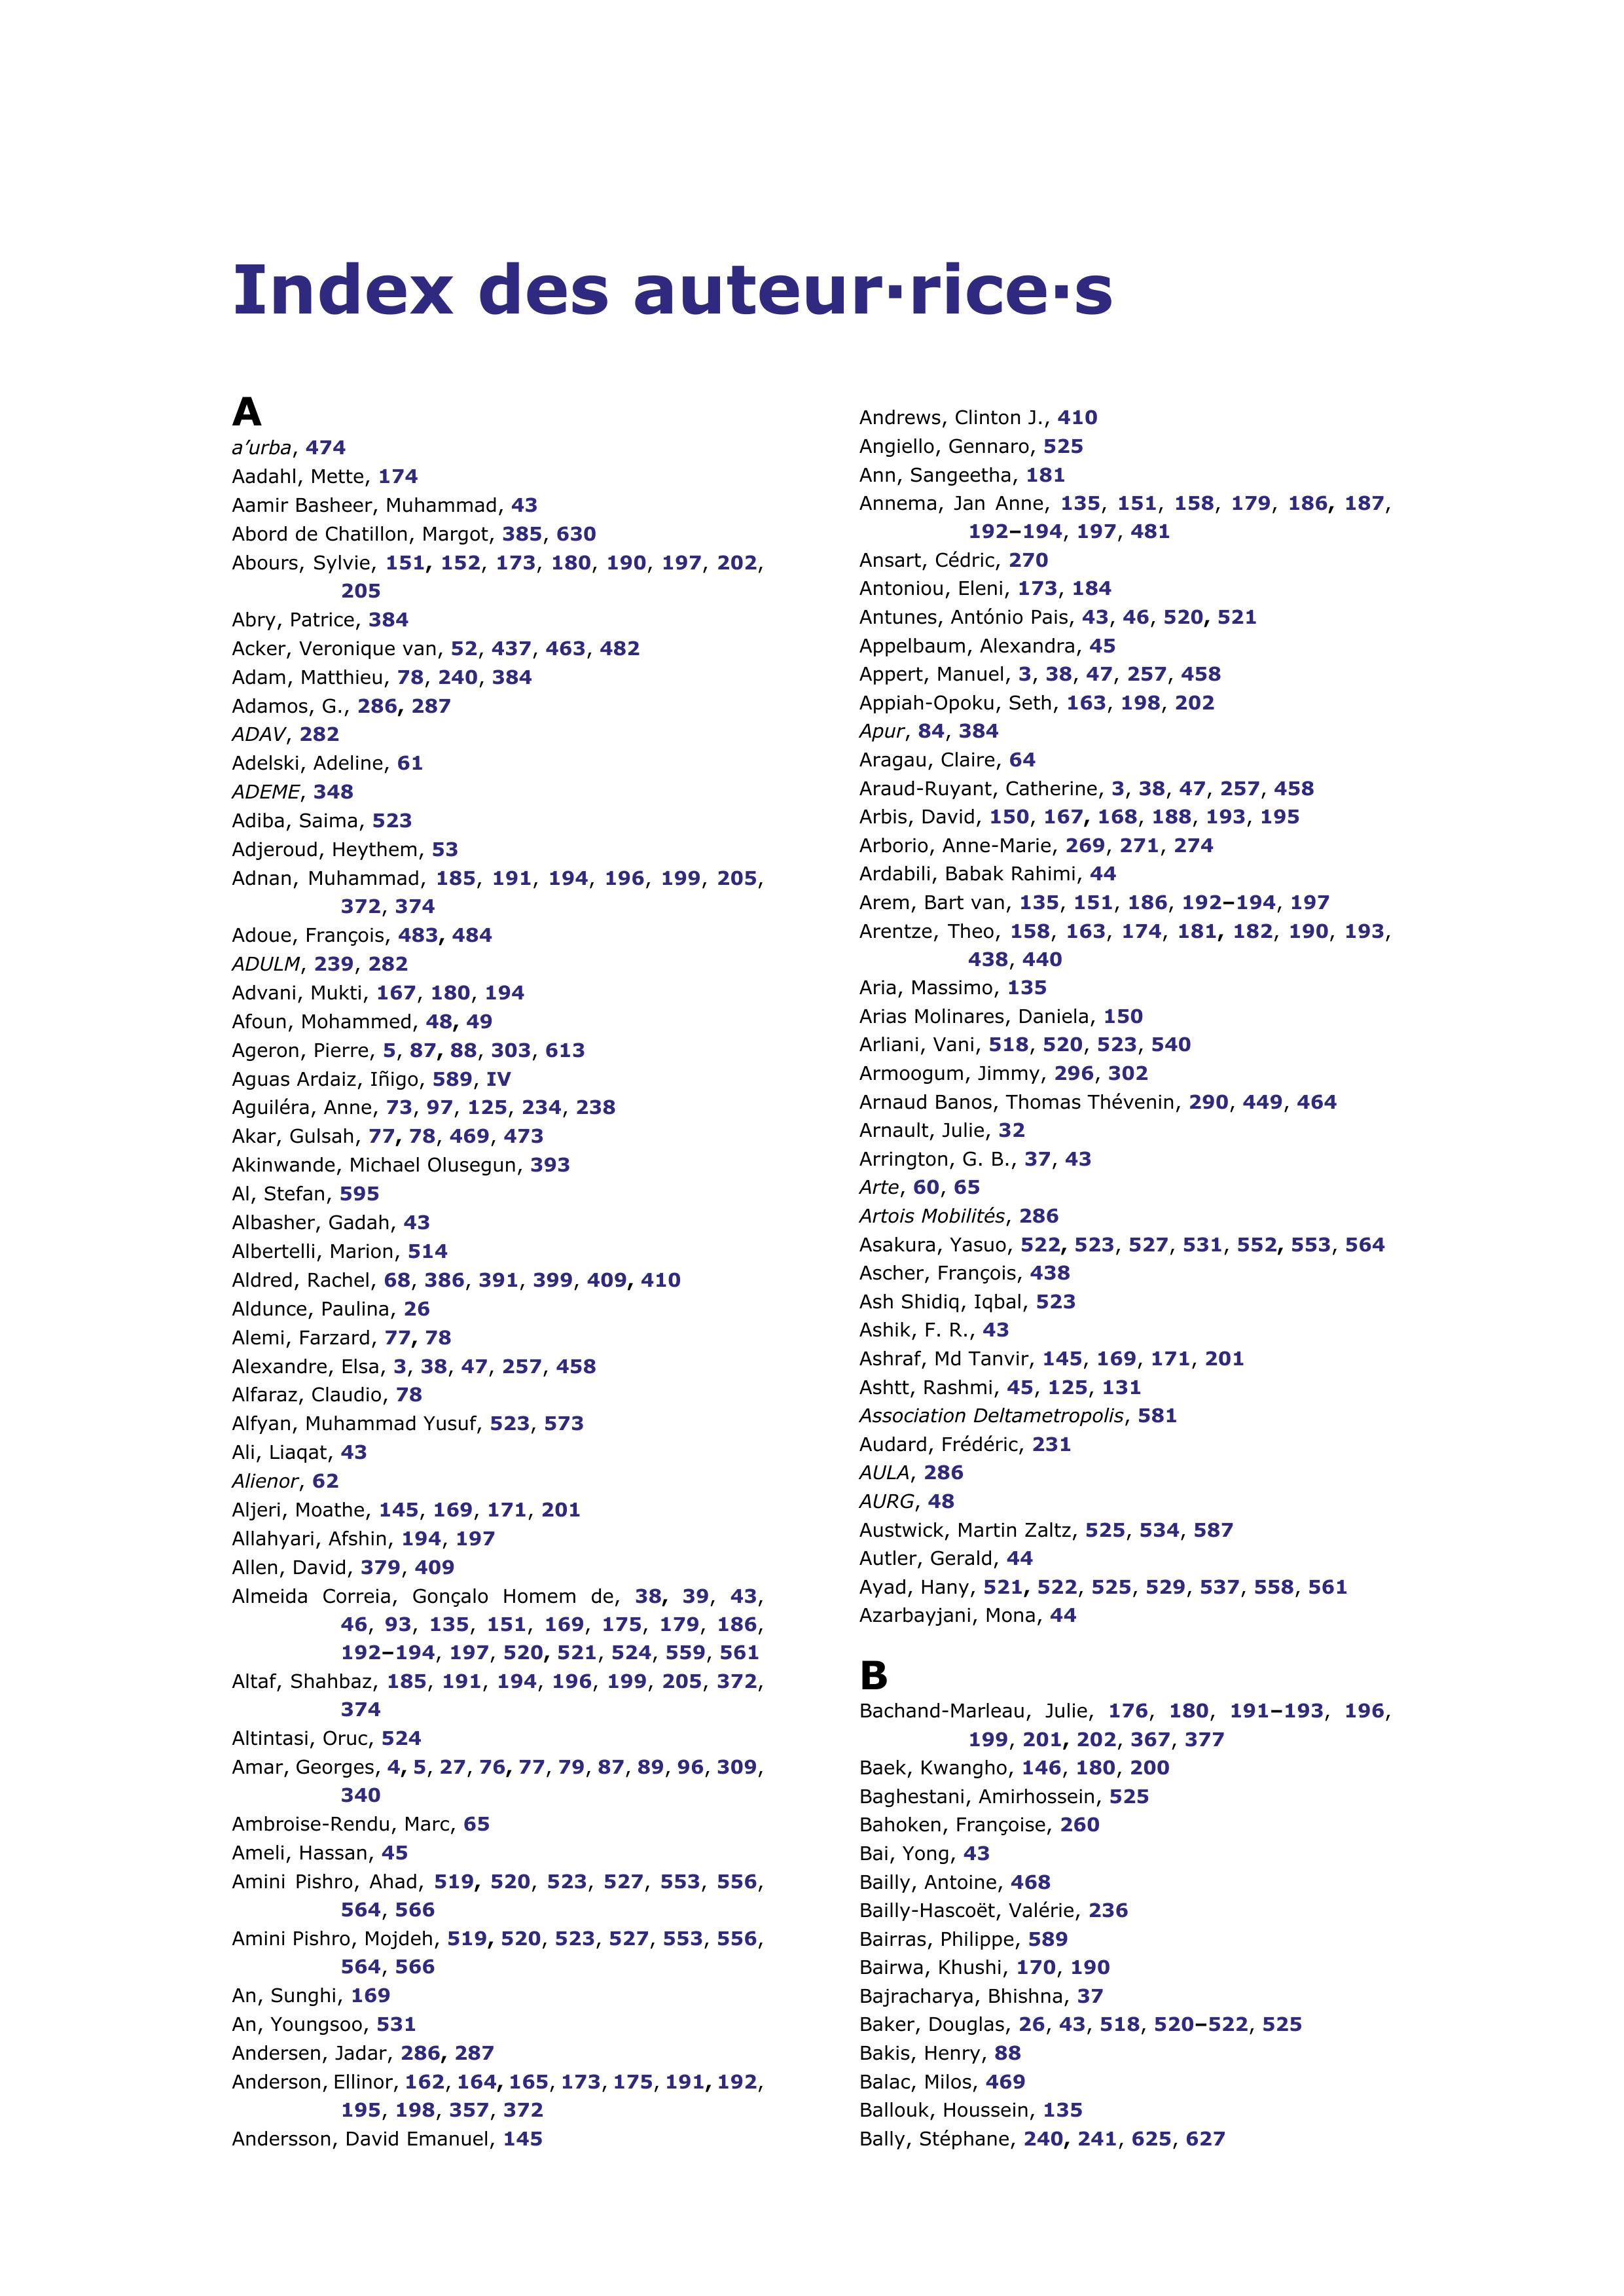 Index des auteur·rice·s
A
a’urba, 474
Aadahl, Mette, 174
Aamir Basheer, Muhammad, 43
Abord de Chatillon, Margot, 385, 630
Abours, Sylvie, 151, 152, 173, 180, 190, 197, 202,
205
Abry, Patrice, 384
Acker, Veronique van, 52, 437, 463, 482
Adam, Matthieu, 78, 240, 384
Adamos, G., 286, 287
ADAV, 282
Adelski, Adeline, 61
ADEME, 348
Adiba, Saima, 523
Adjeroud, Heythem, 53
Adnan, Muhammad, 185, 191, 194, 196, 199, 205,
372, 374
Adoue, François, 483, 484
ADULM, 239, 282
Advani, Mukti, 167, 180, 194
Afoun, Mohammed, 48, 49
Ageron, Pierre, 5, 87, 88, 303, 613
Aguas Ardaiz, Iñigo, 589, IV
Aguiléra, Anne, 73, 97, 125, 234, 238
Akar, Gulsah, 77, 78, 469, 473
Akinwande, Michael Olusegun, 393
Al, Stefan, 595
Albasher, Gadah, 43
Albertelli, Marion, 514
Aldred, Rachel, 68, 386, 391, 399, 409, 410
Aldunce, Paulina, 26
Alemi, Farzard, 77, 78
Alexandre, Elsa, 3, 38, 47, 257, 458
Alfaraz, Claudio, 78
Alfyan, Muhammad Yusuf, 523, 573
Ali, Liaqat, 43
Alienor, 62
Aljeri, Moathe, 145, 169, 171, 201
Allahyari, Afshin, 194, 197
Allen, David, 379, 409
Almeida Correia, Gonçalo Homem de, 38, 39, 43,
46, 93, 135, 151, 169, 175, 179, 186,
192–194, 197, 520, 521, 524, 559, 561
Altaf, Shahbaz, 185, 191, 194, 196, 199, 205, 372,
374
Altintasi, Oruc, 524
Amar, Georges, 4, 5, 27, 76, 77, 79, 87, 89, 96, 309,
340
Ambroise-Rendu, Marc, 65
Ameli, Hassan, 45
Amini Pishro, Ahad, 519, 520, 523, 527, 553, 556,
564, 566
Amini Pishro, Mojdeh, 519, 520, 523, 527, 553, 556,
564, 566
An, Sunghi, 169
An, Youngsoo, 531
Andersen, Jadar, 286, 287
Anderson, Ellinor, 162, 164, 165, 173, 175, 191, 192,
195, 198, 357, 372
Andersson, David Emanuel, 145
Andrews, Clinton J., 410
Angiello, Gennaro, 525
Ann, Sangeetha, 181
Annema, Jan Anne, 135, 151, 158, 179, 186, 187,
192–194, 197, 481
Ansart, Cédric, 270
Antoniou, Eleni, 173, 184
Antunes, António Pais, 43, 46, 520, 521
Appelbaum, Alexandra, 45
Appert, Manuel, 3, 38, 47, 257, 458
Appiah-Opoku, Seth, 163, 198, 202
Apur, 84, 384
Aragau, Claire, 64
Araud-Ruyant, Catherine, 3, 38, 47, 257, 458
Arbis, David, 150, 167, 168, 188, 193, 195
Arborio, Anne-Marie, 269, 271, 274
Ardabili, Babak Rahimi, 44
Arem, Bart van, 135, 151, 186, 192–194, 197
Arentze, Theo, 158, 163, 174, 181, 182, 190, 193,
438, 440
Aria, Massimo, 135
Arias Molinares, Daniela, 150
Arliani, Vani, 518, 520, 523, 540
Armoogum, Jimmy, 296, 302
Arnaud Banos, Thomas Thévenin, 290, 449, 464
Arnault, Julie, 32
Arrington, G. B., 37, 43
Arte, 60, 65
Artois Mobilités, 286
Asakura, Yasuo, 522, 523, 527, 531, 552, 553, 564
Ascher, François, 438
Ash Shidiq, Iqbal, 523
Ashik, F. R., 43
Ashraf, Md Tanvir, 145, 169, 171, 201
Ashtt, Rashmi, 45, 125, 131
Association Deltametropolis, 581
Audard, Frédéric, 231
AULA, 286
AURG, 48
Austwick, Martin Zaltz, 525, 534, 587
Autler, Gerald, 44
Ayad, Hany, 521, 522, 525, 529, 537, 558, 561
Azarbayjani, Mona, 44
B
Bachand-Marleau, Julie, 176, 180, 191–193, 196,
199, 201, 202, 367, 377
Baek, Kwangho, 146, 180, 200
Baghestani, Amirhossein, 525
Bahoken, Françoise, 260
Bai, Yong, 43
Bailly, Antoine, 468
Bailly-Hascoët, Valérie, 236
Bairras, Philippe, 589
Bairwa, Khushi, 170, 190
Bajracharya, Bhishna, 37
Baker, Douglas, 26, 43, 518, 520–522, 525
Bakis, Henry, 88
Balac, Milos, 469
Ballouk, Houssein, 135
Bally, Stéphane, 240, 241, 625, 627